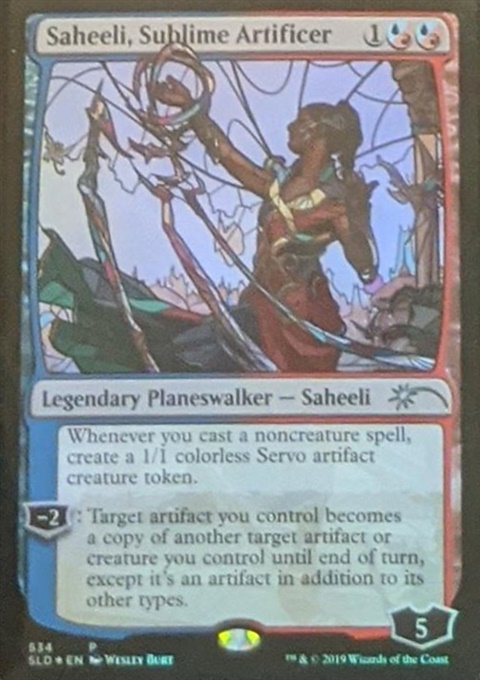 Saheeli, Sublime Artificer 1
Legendary Planeswalker — Saheeli
Whenever you cast a noncreature spell,
create a 1/1 colorless Servo artifact
creature token.
−2 : Target artifact you control becomes
a copy of another target artifact or
creature you control until end of turn,
except it's an artifact in addition to its
other types.
5
534 P
SLD ★ EN Wesley Burt
™ & © 2019 Wizards of the Coast